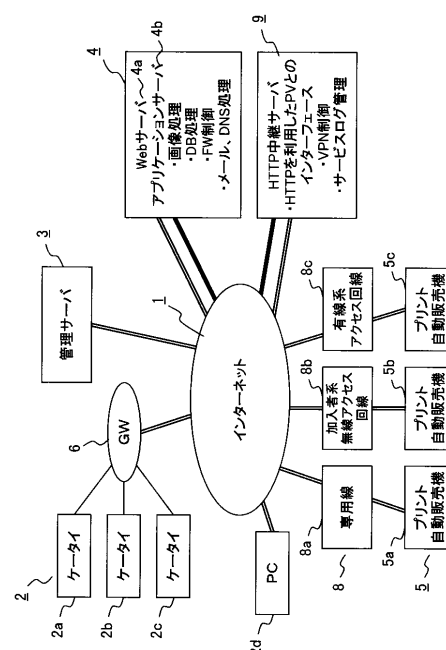 2
2a
ケータイ
2b
ケータイ
2c
ケータイ
6
GW
3
管理サーバ
4
Webサーバ~4a
アプリケーションサーバ~4b
・画像処理
・DB処理
・FW制御
・メール、DNS処理
9
HTTP中継サーバ
・HTTPを利用したPVとの
インターフェース
・VPN制御
・サービスログ管理
1
インターネット
PC
2d
8a
専用線
8
8b
加入者系
無線アクセス
回線
8c
有線系
アクセス回線
5a
プリント
自動販売機
5
5b
プリント
自動販売機
5c
プリント
自動販売機